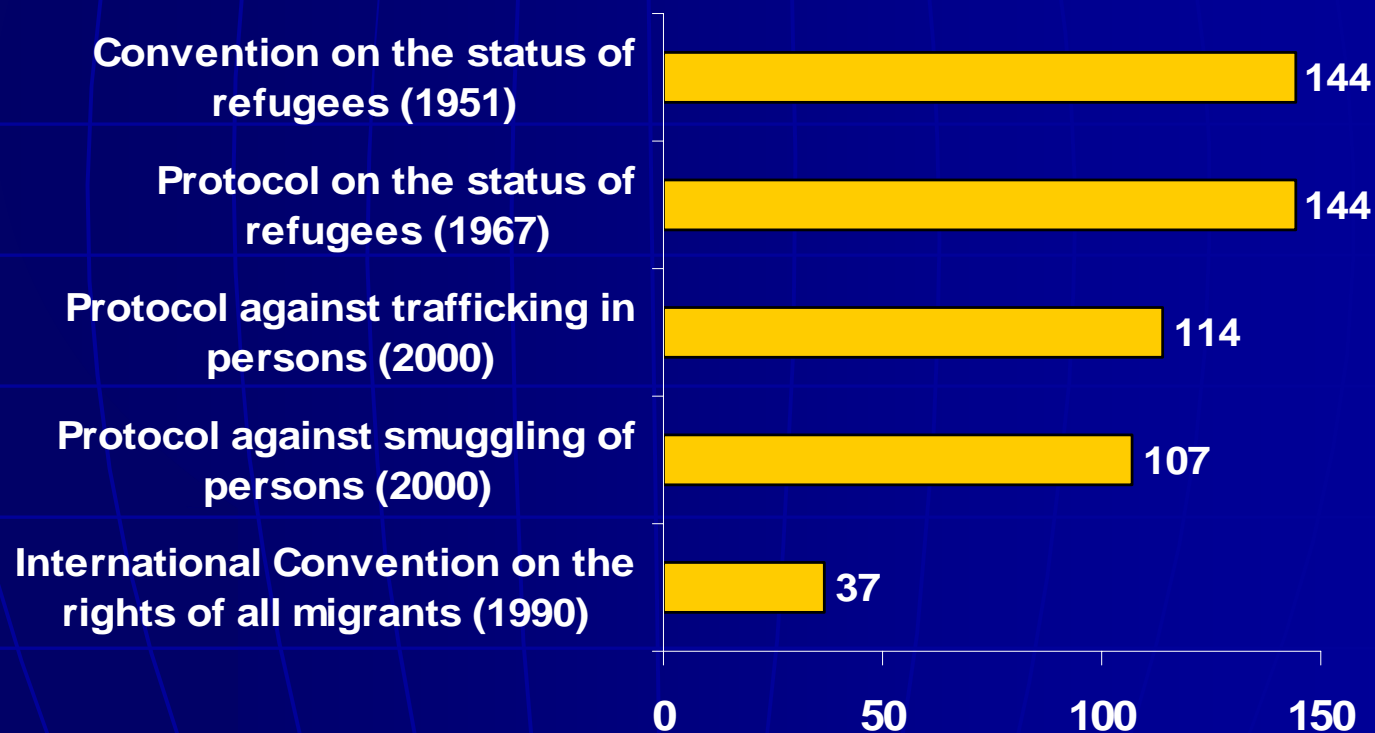 Convention on the status of
refugees (1951)
144
Protocol on the status of
refugees (1967)
144
Protocol against trafficking in
persons (2000)
114
Protocol against smuggling of
persons (2000)
107
International Convention on the
rights of all migrants (1990)
37
0 50 100 150